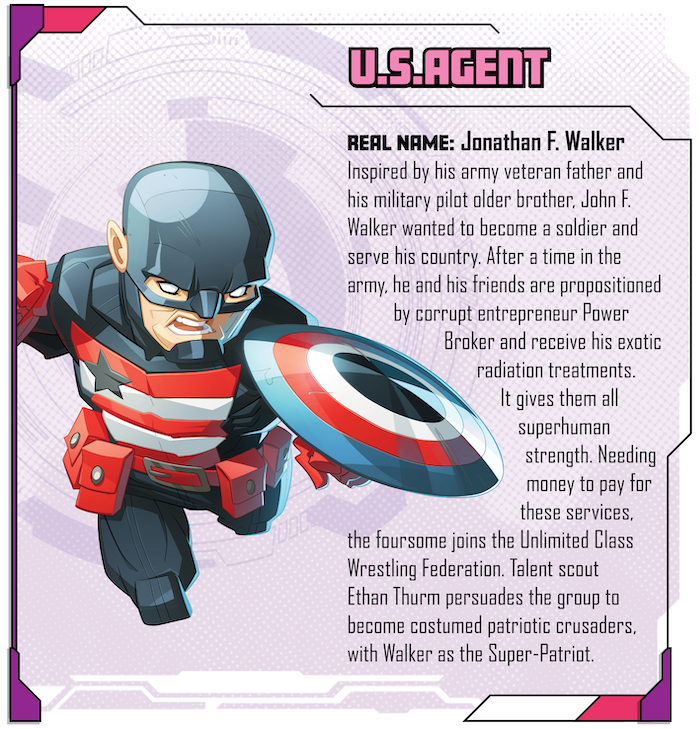 U.S.AGENT
REAL NAME: Jonathan F. Walker
Inspired by his army veteran father and
his military pilot older brother, John F.
Walker wanted to become a soldier and
serve his country. After a time in the
army, he and his friends are propositioned
by corrupt entrepreneur Power
Broker and receive his exotic
radiation treatments.
It gives them all
superhuman
strength. Needing
money to pay for
these services,
the foursome joins the Unlimited Class
Wrestling Federation. Talent scout
Ethan Thurm persuades the group to
become costumed patriotic crusaders,
with Walker as the Super-Patriot.